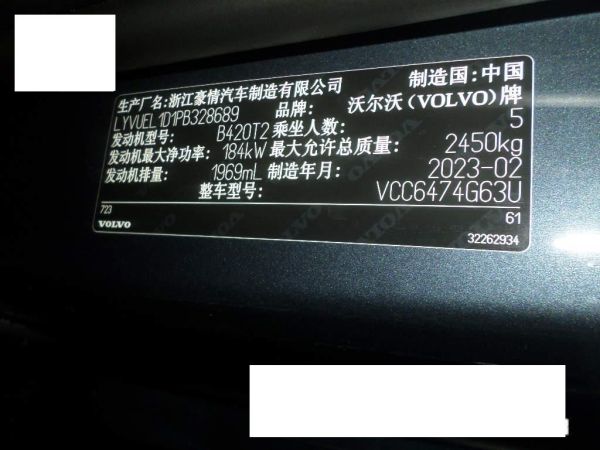 生产厂名:浙江豪情汽车制造有限公司 制造国:中国
LYVUEL1D1PB328689 品牌: 沃尔沃(VOLVO)牌
发动机型号: B420T2 乘坐人数: 5
发动机最大净功率: 184kW 最大允许总质量: 2450kg
发动机排量: 1969mL 制造年月: 2023-02
整车型号: VCC6474G63U
723 61
VOLVO
32262934